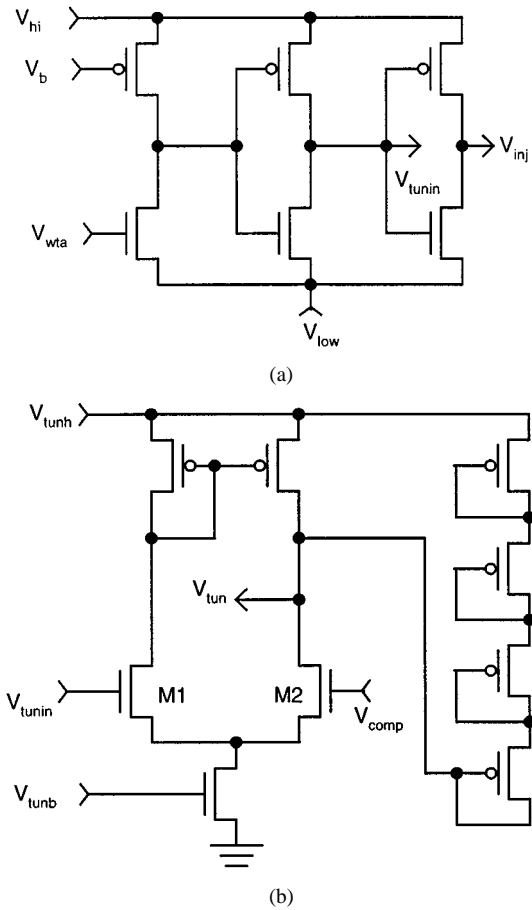 V_hi
V_b
V_inj
V_tunin
V_wta
V_low
(a)
V_tunh
V_tun
M1 M2
V_tunin
V_comp
V_tunb
(b)